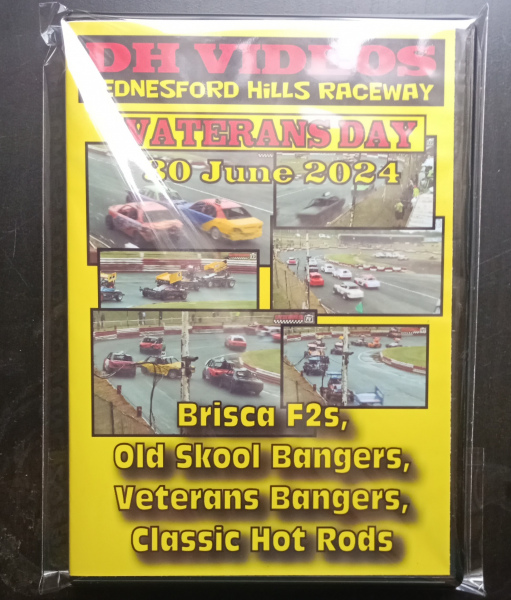 DH VIDEOS
HEDNESFORD HILLS RACEWAY
VATERANS DAY
30 June 2024
Brisca F2s,
Old Skool Bangers,
Veterans Bangers,
Classic Hot Rods